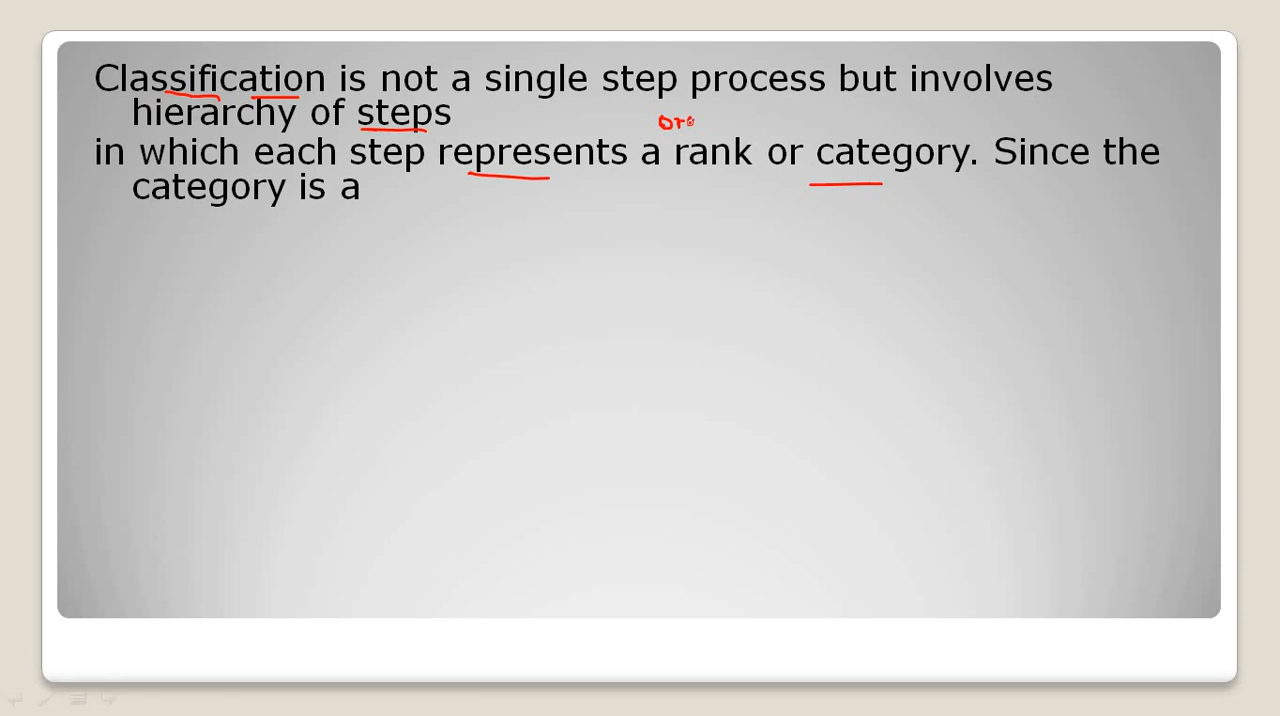 Classification is not a single step process but involves
hierarchy of steps
in which each step represents a rank or category. Since the
category is a